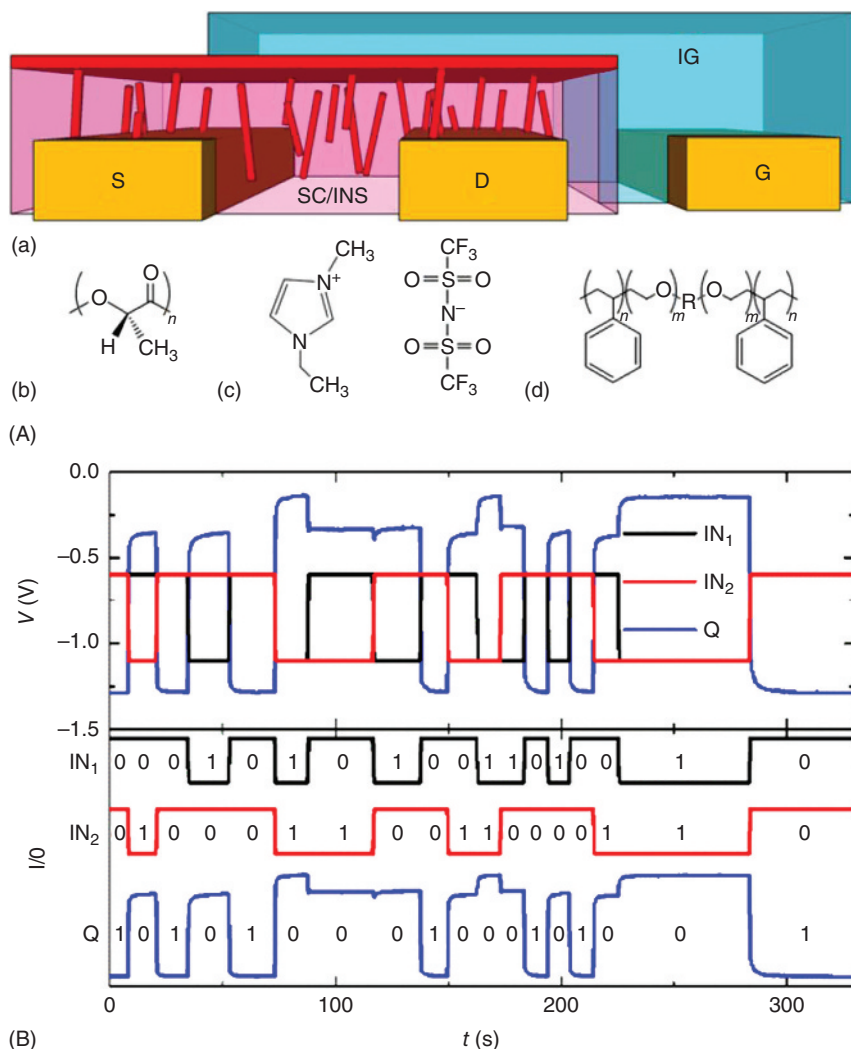 IG
S
D
G
SC/INS
(a)
O
O
n
H
CH3
(b)
CH3
N+
N
CH3
(c)
CF3
O=S=O
N−
O=S=O
CF3
n
O
m
R
O
m
n
(d)
(A)
0.0
−0.5
−1.0
−1.5
V (V)
IN1
IN2
Q
IN1 0 0 0 1 0 1 0 1 0 0 1 1 0 1 0 0 1 0
IN2 0 1 0 0 0 1 1 0 0 1 1 0 0 0 0 1 1 0
I/0
Q 1 0 1 0 1 0 0 0 1 0 0 0 1 0 1 0 0 1
0 100 200 300
t (s)
(B)